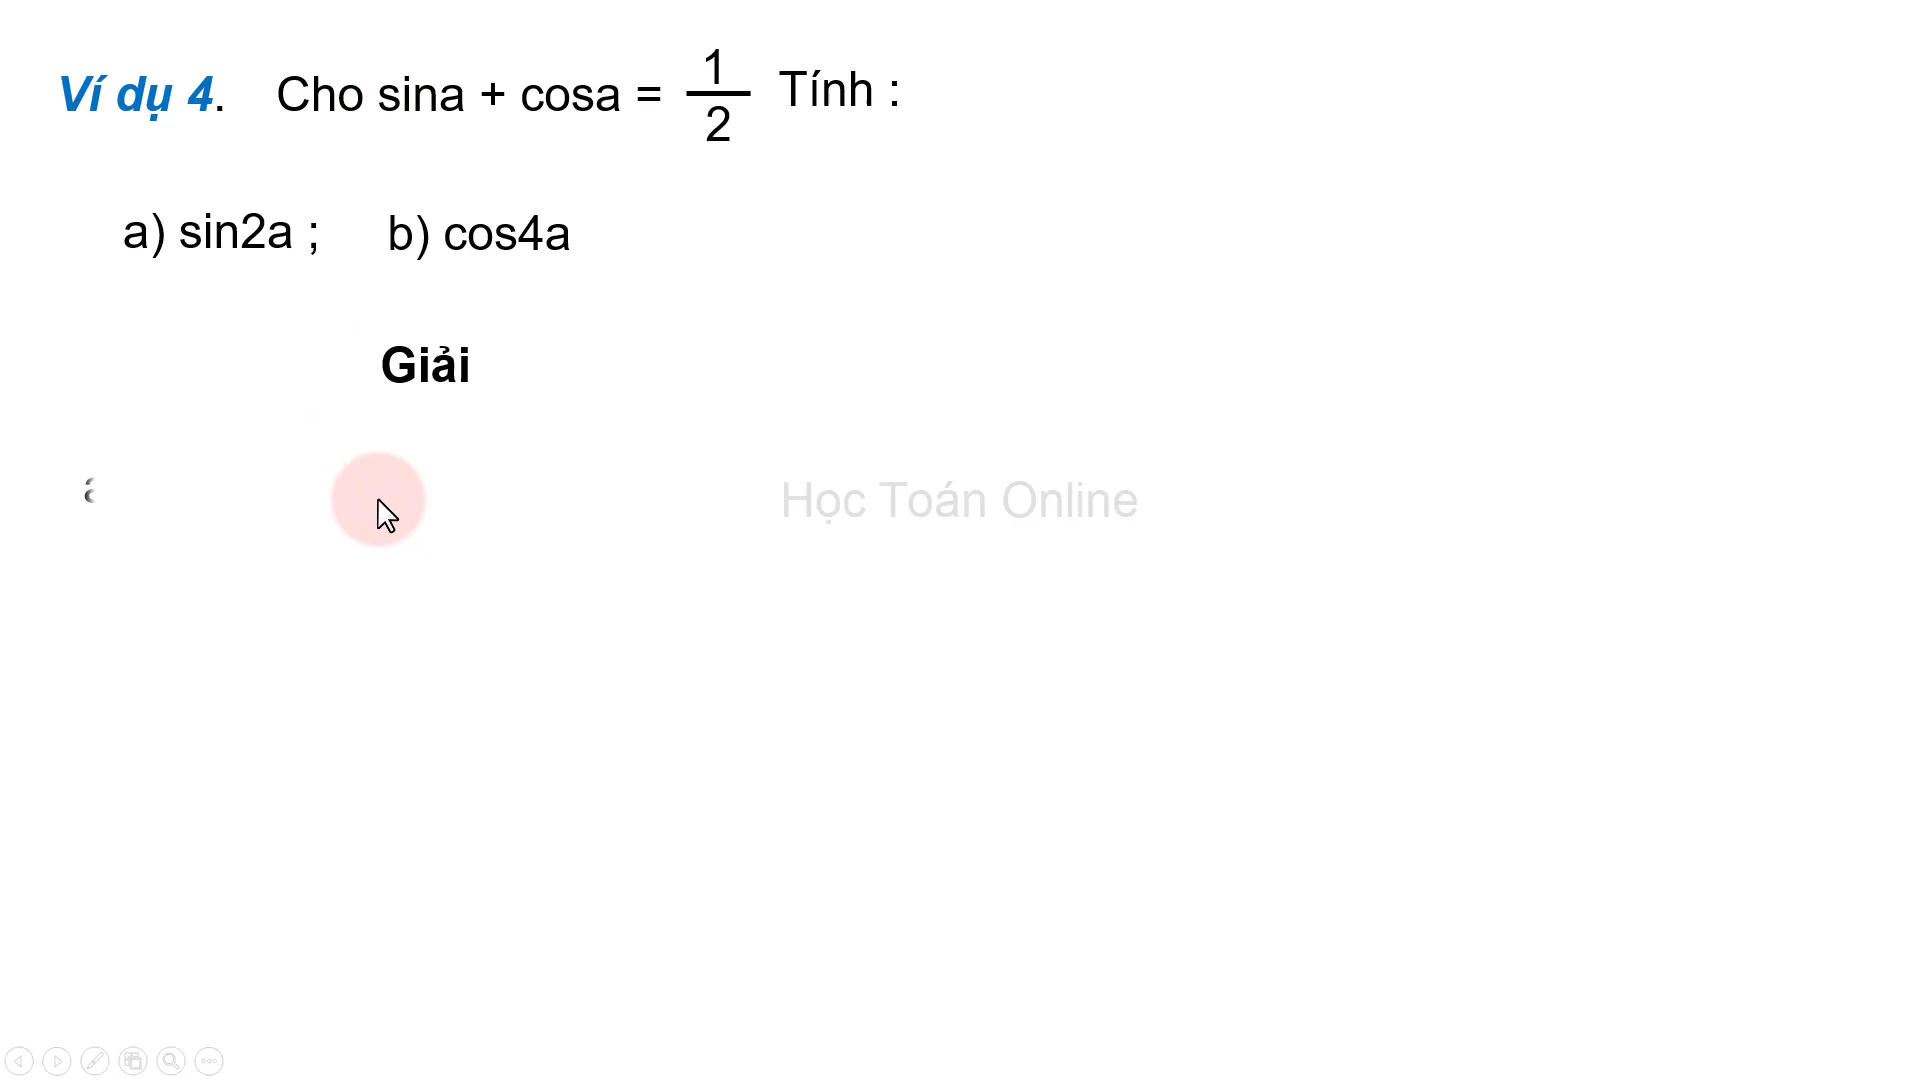 Ví dụ 4. Cho sina + cosa = 1/2 Tính :
a) sin2a ; b) cos4a
Giải
Học Toán Online